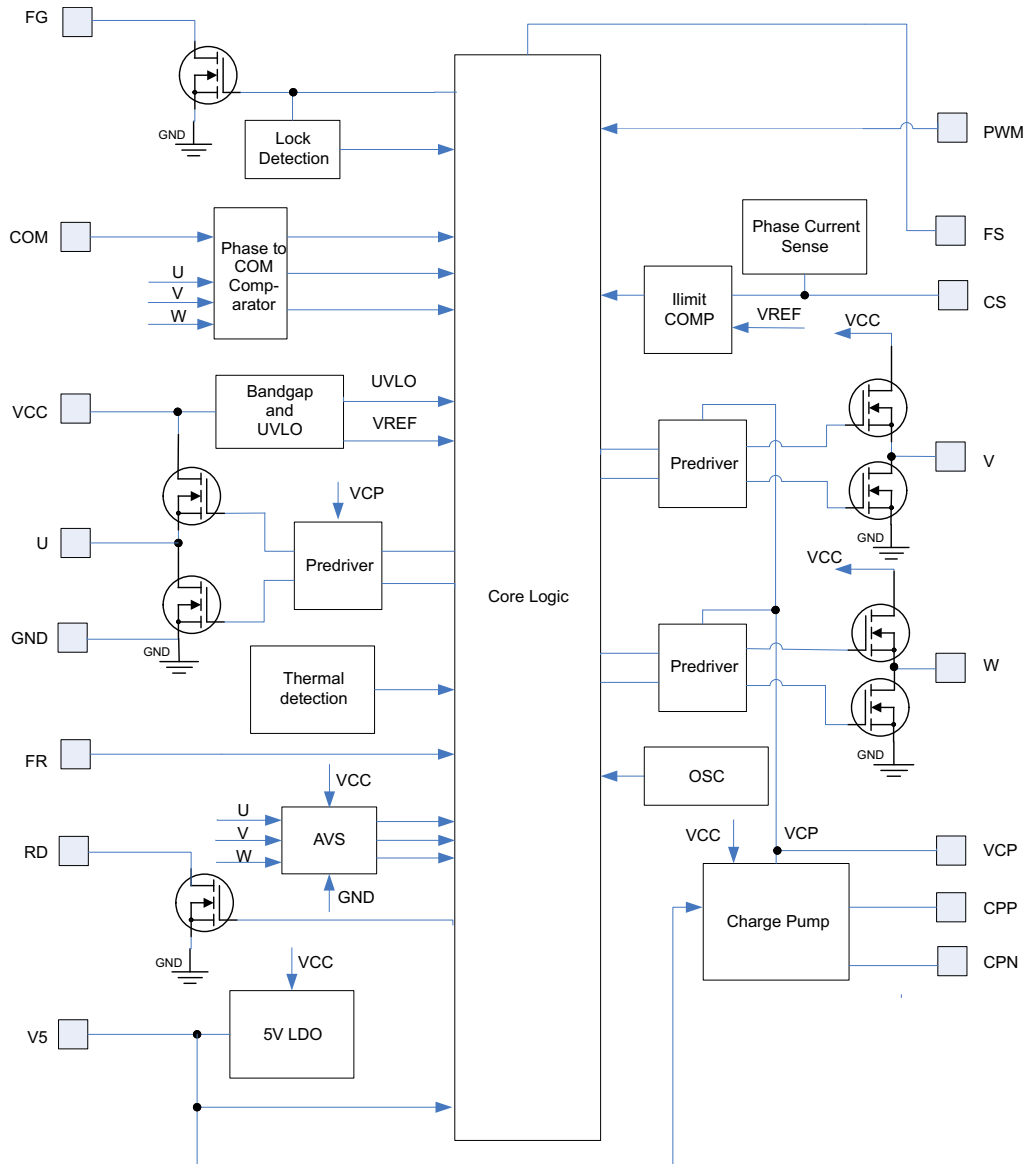 FG
GND
Lock
Detection
COM
U
V
W
Phase to
COM
Comp-
arator
VCC
Bandgap
and
UVLO
UVLO
VREF
VCP
U
Predriver
GND
GND
Thermal
detection
FR
VCC
U
V
W
AVS
GND
RD
GND
VCC
V5
5V LDO
Core Logic
PWM
Phase Current
Sense
FS
Ilimit
COMP
CS
VREF
VCC
Predriver
V
GND
VCC
Predriver
W
GND
OSC
VCC
VCP
VCP
Charge Pump
CPP
CPN